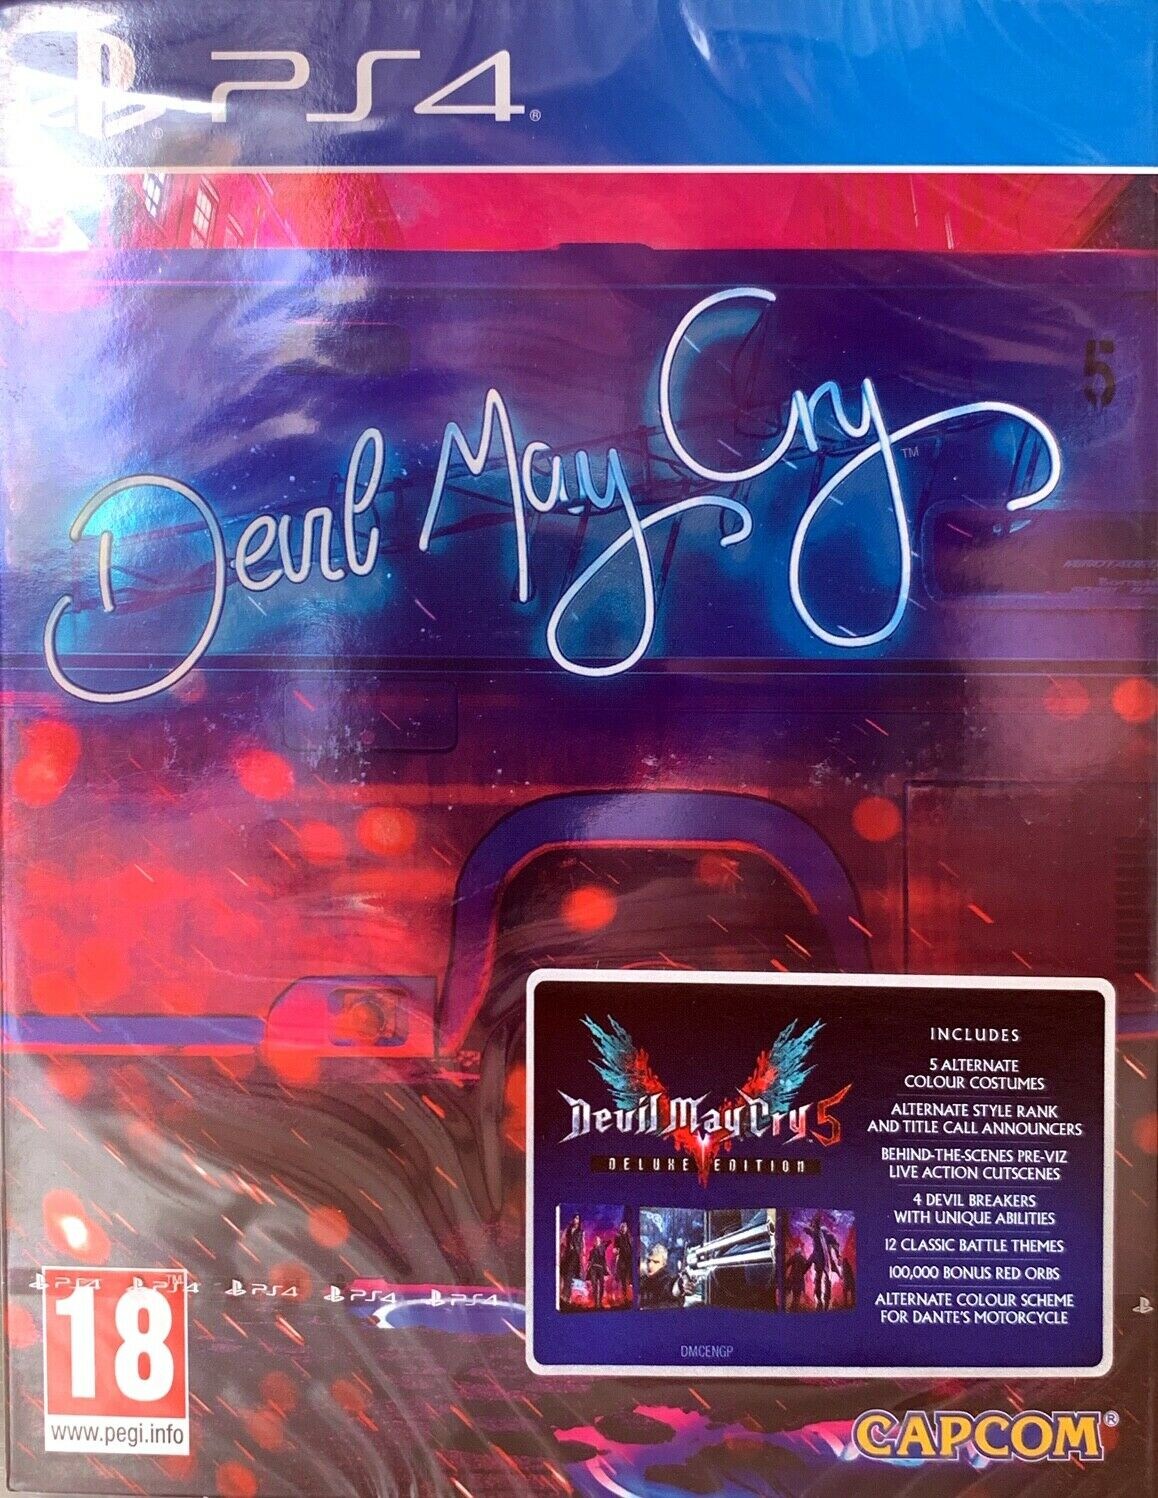 PS4®
Devil May Cry™
5
Devil May Cry 5
DELUXE EDITION
INCLUDES
5 ALTERNATE
COLOUR COSTUMES
ALTERNATE STYLE RANK
AND TITLE CALL ANNOUNCERS
BEHIND-THE-SCENES PRE-VIZ
LIVE ACTION CUTSCENES
4 DEVIL BREAKERS
WITH UNIQUE ABILITIES
12 CLASSIC BATTLE THEMES
100,000 BONUS RED ORBS
ALTERNATE COLOUR SCHEME
FOR DANTE'S MOTORCYCLE
DMCENGP
PS4 PS4 PS4 PS4 PS4
18
www.pegi.info
CAPCOM®